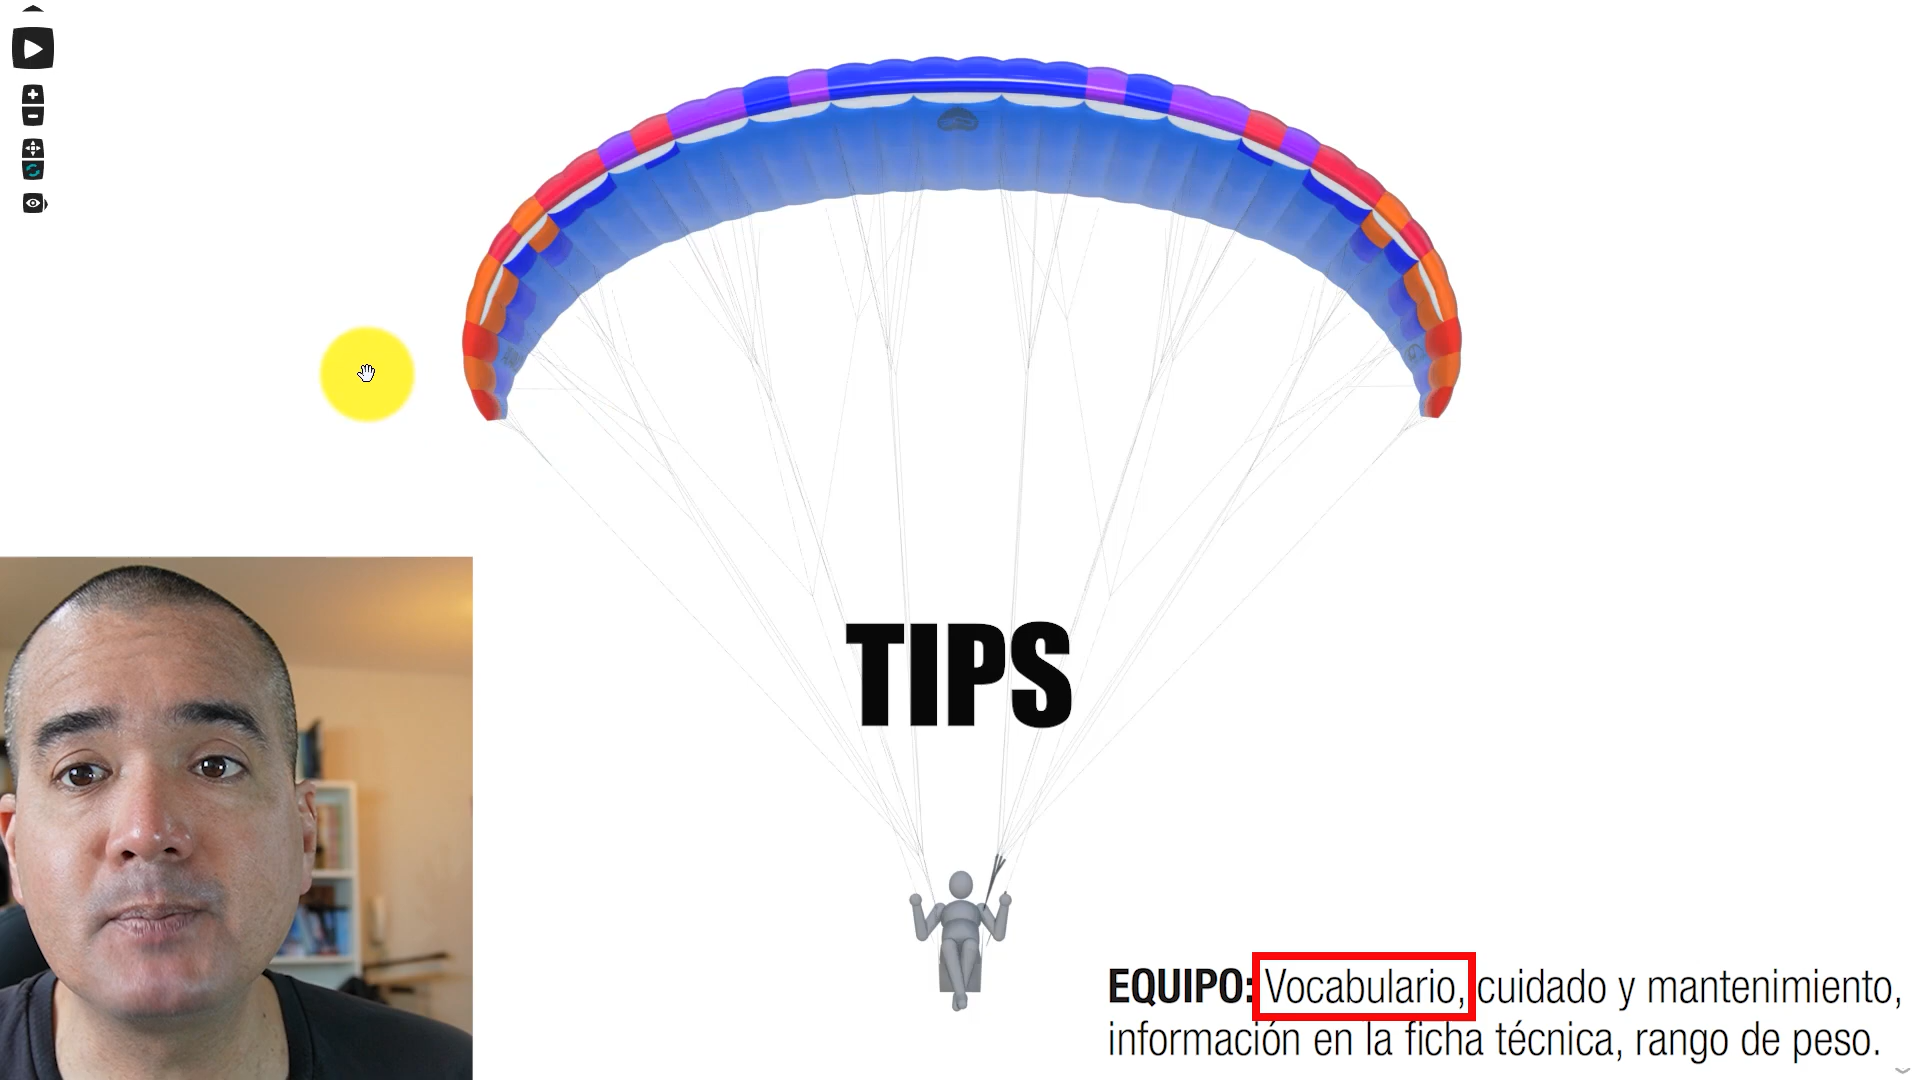 TIPS
EQUIPO: Vocabulario, cuidado y mantenimiento,
información en la ficha técnica, rango de peso.